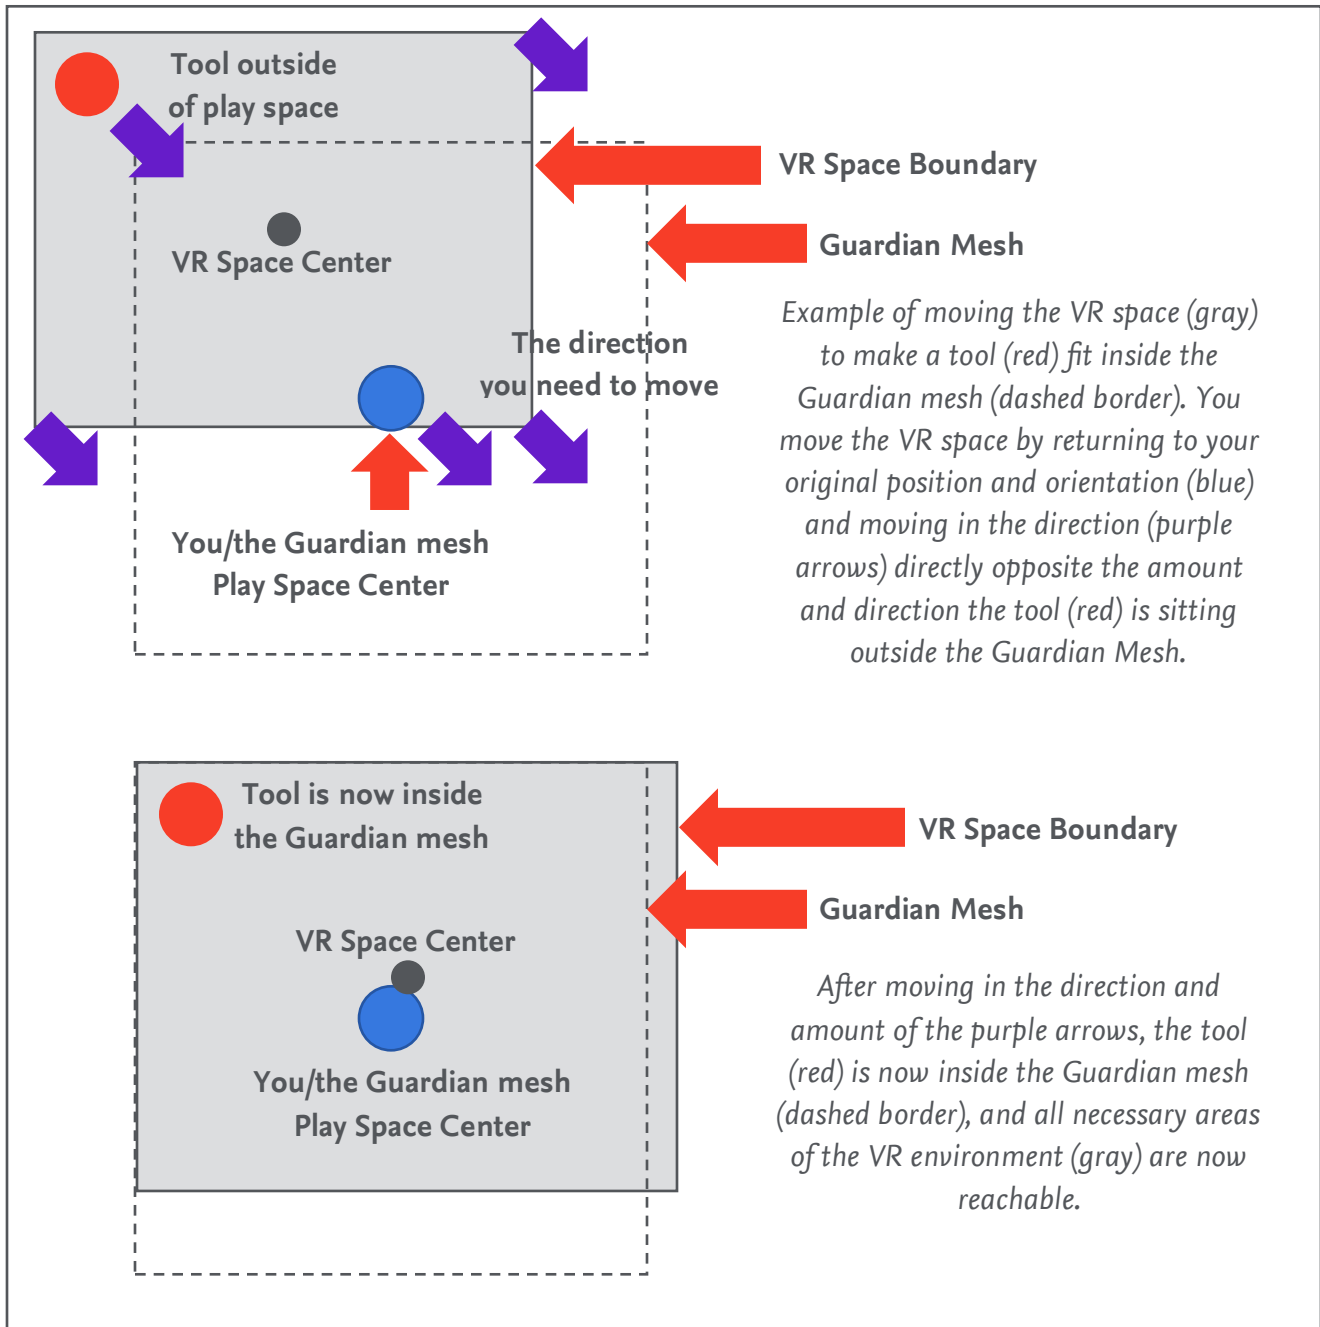 Tool outside
of play space
VR Space Boundary
Guardian Mesh
VR Space Center
Example of moving the VR space (gray)
to make a tool (red) fit inside the
Guardian mesh (dashed border). You
move the VR space by returning to your
original position and orientation (blue)
and moving in the direction (purple
arrows) directly opposite the amount
and direction the tool (red) is sitting
outside the Guardian Mesh.
The direction
you need to move
You/the Guardian mesh
Play Space Center
Tool is now inside
the Guardian mesh
VR Space Boundary
Guardian Mesh
VR Space Center
You/the Guardian mesh
Play Space Center
After moving in the direction and
amount of the purple arrows, the tool
(red) is now inside the Guardian mesh
(dashed border), and all necessary areas
of the VR environment (gray) are now
reachable.